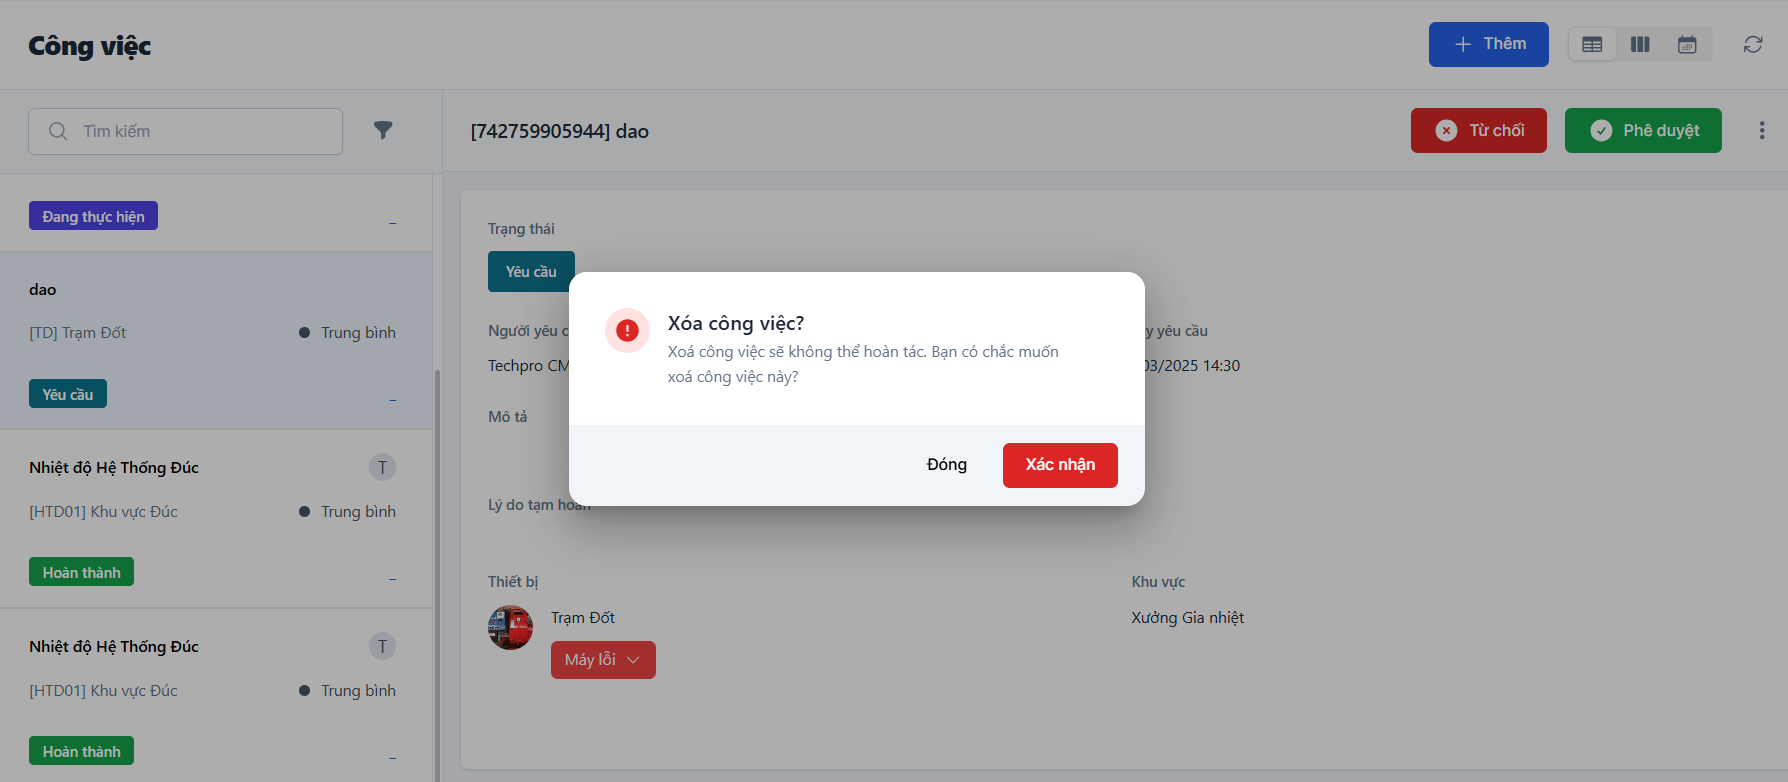 Công việc
Thêm
Tìm kiếm
[742759905944] dao
Từ chối
Phê duyệt
Đang thực hiện
dao
[TD] Trạm Đốt
Trung bình
Yêu cầu
Nhiệt độ Hệ Thống Đúc
T
[HTD01] Khu vực Đúc
Trung bình
Hoàn thành
Nhiệt độ Hệ Thống Đúc
T
[HTD01] Khu vực Đúc
Trung bình
Hoàn thành
Trạng thái
Yêu cầu
Người yêu c
y yêu cầu
Techpro CM
03/2025 14:30
Mô tả
Lý do tạm hoãn
Xóa công việc?
Xoá công việc sẽ không thể hoàn tác. Bạn có chắc muốn
xoá công việc này?
Đóng
Xác nhận
Thiết bị
Khu vực
Trạm Đốt
Xưởng Gia nhiệt
Máy lỗi